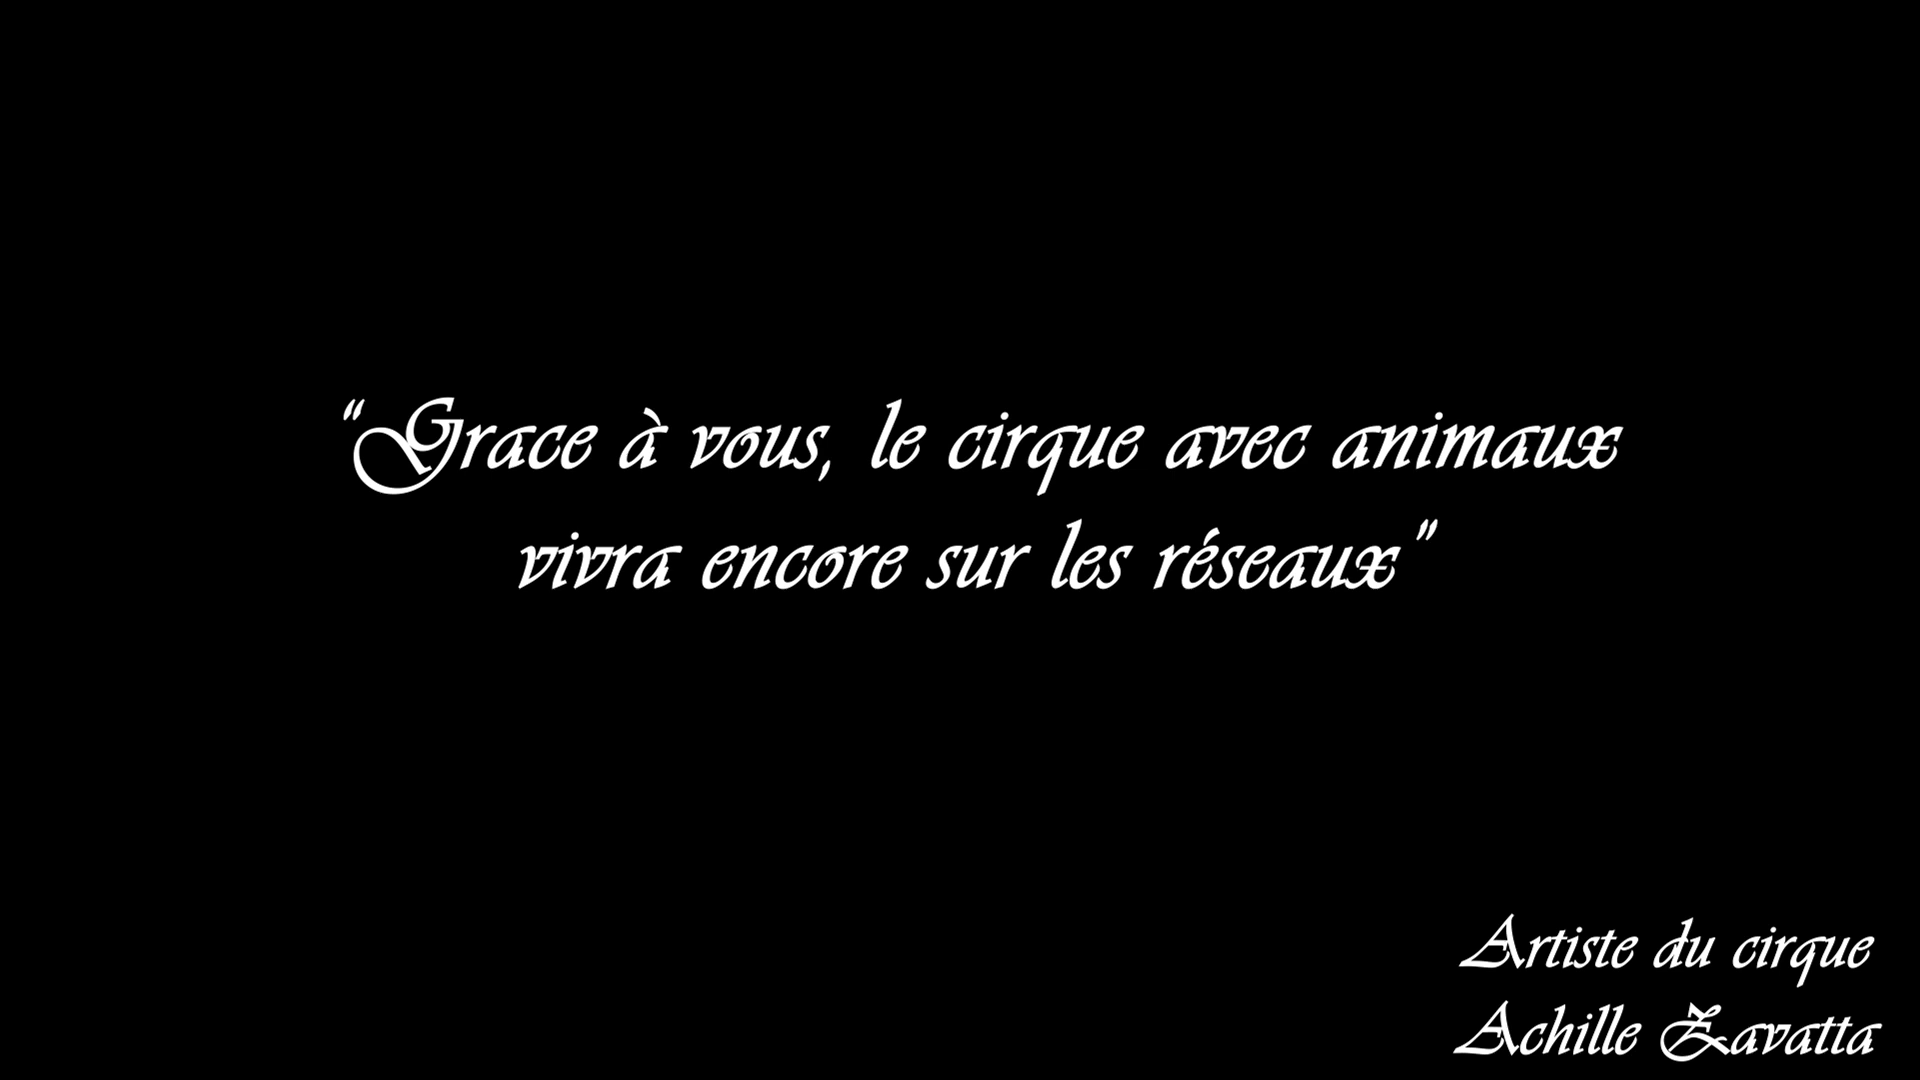 “Grace à vous, le cirque avec animaux
vivra encore sur les réseaux”
Artiste du cirque
Achille Zavatta